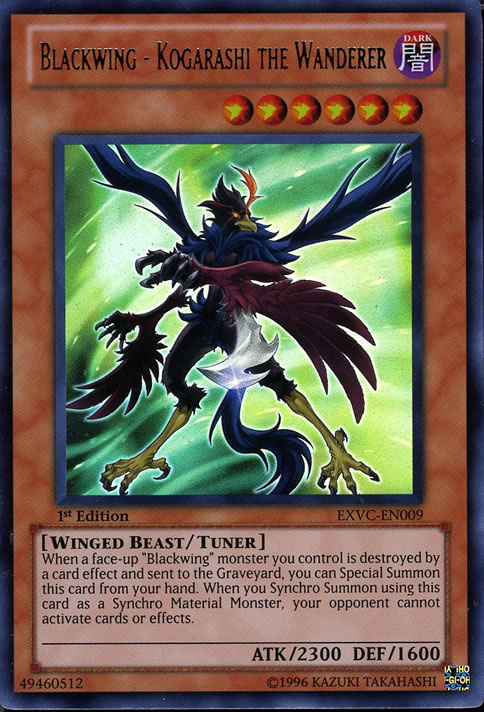 BLACKWING - KOGARASHI THE WANDERER
DARK
闇
1st Edition
EXVC-EN009
[WINGED BEAST/TUNER]
When a face-up "Blackwing" monster you control is destroyed by
a card effect and sent to the Graveyard, you can Special Summon
this card from your hand. When you Synchro Summon using this
card as a Synchro Material Monster, your opponent cannot
activate cards or effects.
ATK/2300 DEF/1600
49460512
©1996 KAZUKI TAKAHASHI